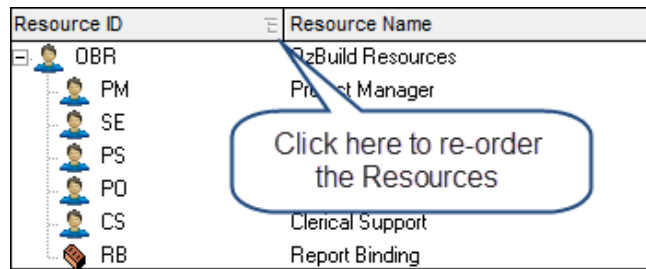 Resource ID Resource Name
OBR OzBuild Resources
PM Manager
SE
PS
Click here to re-order
the Resources
PO
CS Clerical Support
RB Report Binding